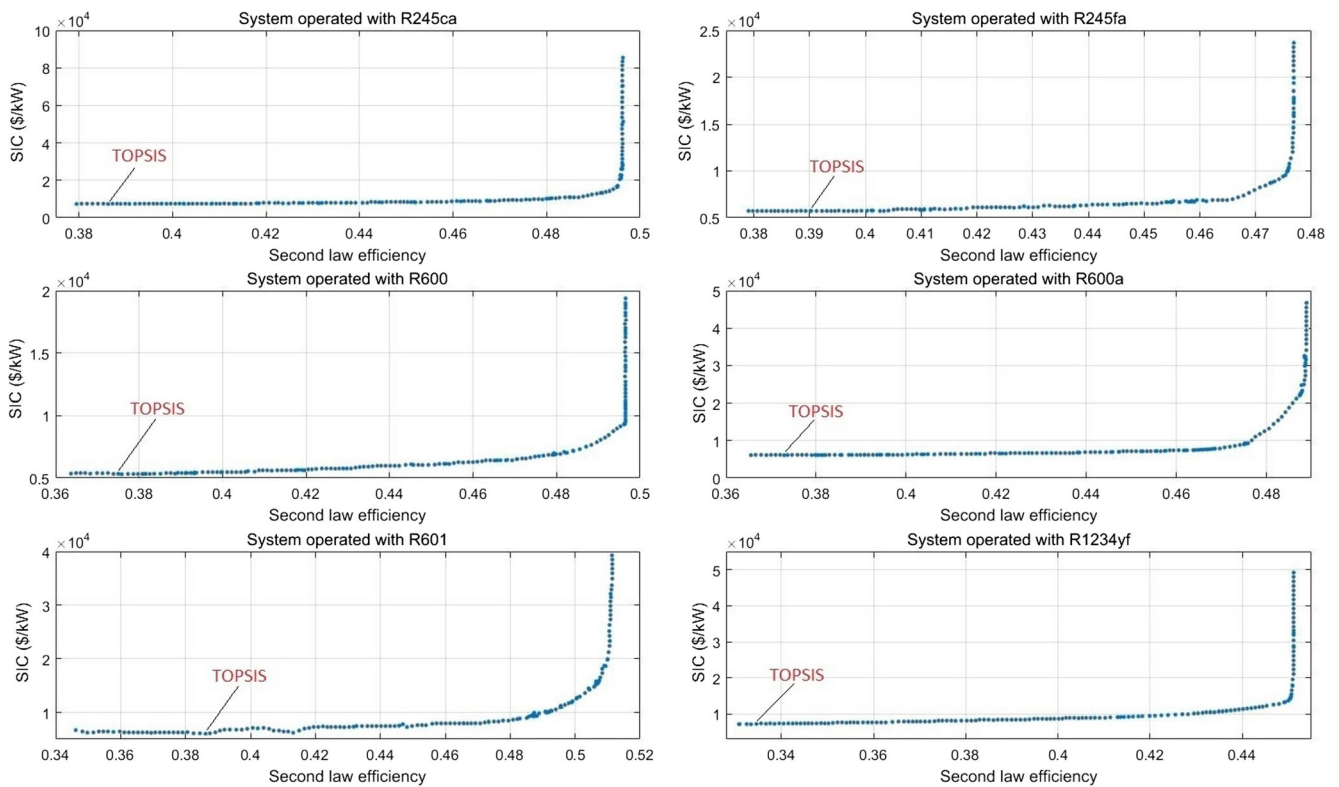 System operated with R245ca
×10⁴
SIC ($/kW)
10
8
6
4
2
0
TOPSIS
0.38 0.4 0.42 0.44 0.46 0.48 0.5
Second law efficiency
System operated with R245fa
×10⁴
SIC ($/kW)
2.5
2
1.5
1
0.5
TOPSIS
0.38 0.39 0.4 0.41 0.42 0.43 0.44 0.45 0.46 0.47 0.48
Second law efficiency
System operated with R600
×10⁴
SIC ($/kW)
2
1.5
1
0.5
TOPSIS
0.36 0.38 0.4 0.42 0.44 0.46 0.48 0.5
Second law efficiency
System operated with R600a
×10⁴
SIC ($/kW)
5
4
3
2
1
0
TOPSIS
0.36 0.38 0.4 0.42 0.44 0.46 0.48
Second law efficiency
System operated with R601
×10⁴
SIC ($/kW)
4
3
2
1
TOPSIS
0.34 0.36 0.38 0.4 0.42 0.44 0.46 0.48 0.5 0.52
Second law efficiency
System operated with R1234yf
×10⁴
SIC ($/kW)
5
4
3
2
1
TOPSIS
0.34 0.36 0.38 0.4 0.42 0.44
Second law efficiency